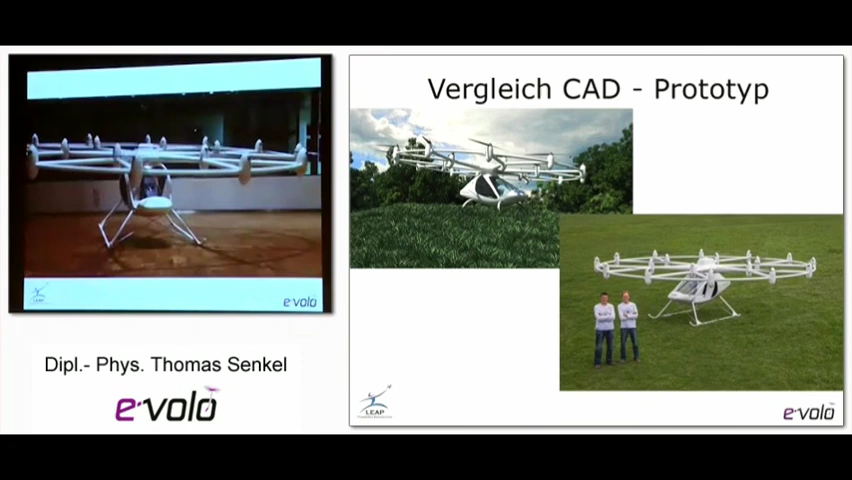 e·volo
LEAP
Dipl.- Phys. Thomas Senkel
e·volo
Vergleich CAD - Prototyp
LEAP
e·volo